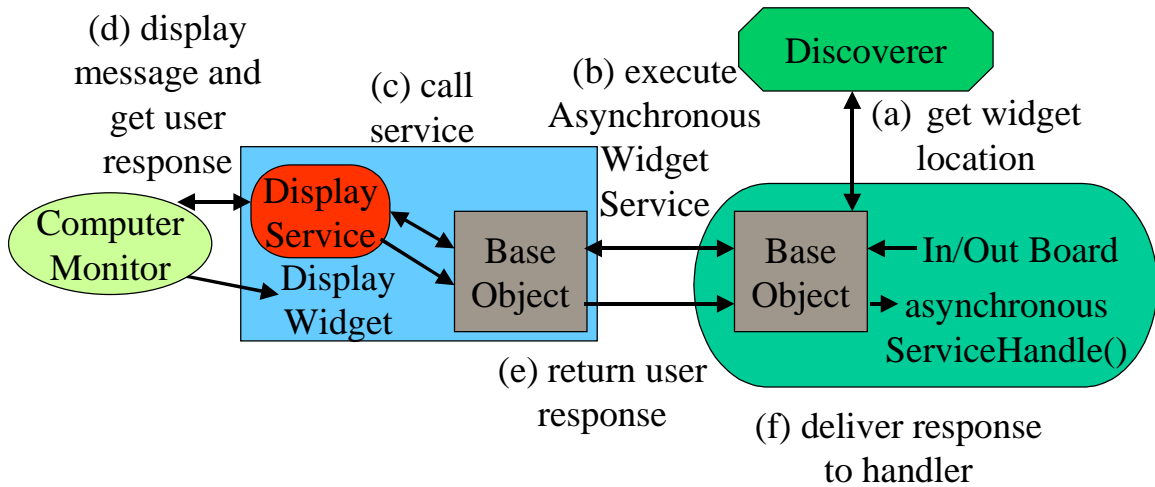 (d) display
message and
get user
response
(c) call
service
(b) execute
Asynchronous
Widget
Service
Discoverer
(a) get widget
location
Computer
Monitor
Display
Service
Display
Widget
Base
Object
Base
Object
In/Out Board
asynchronous
ServiceHandle()
(e) return user
response
(f) deliver response
to handler